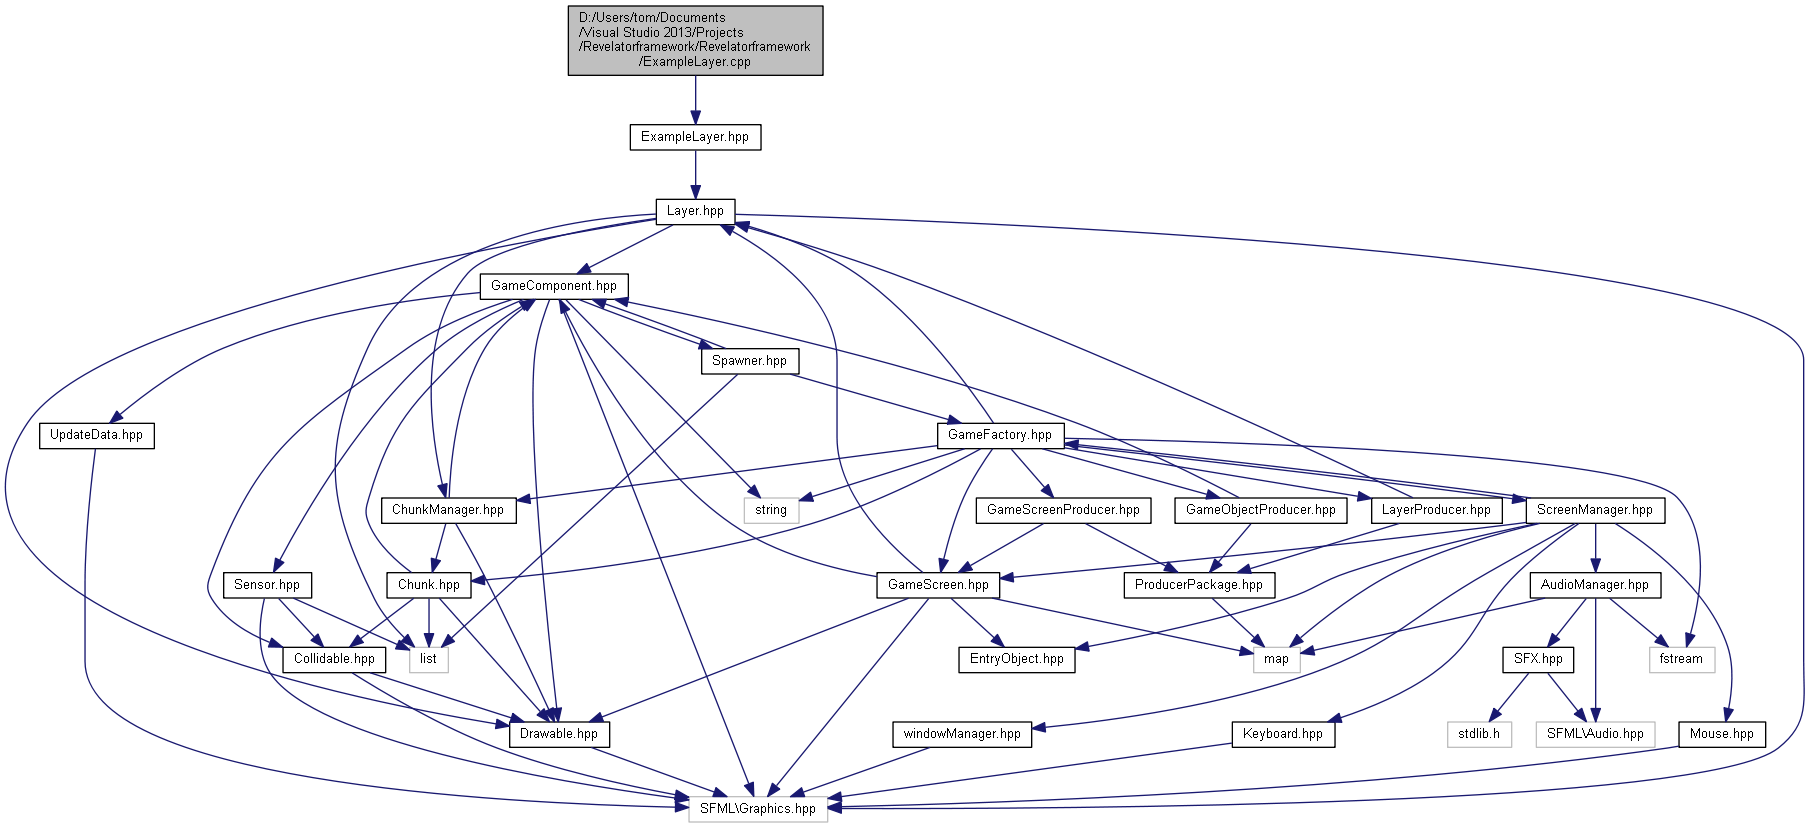 D:/Users/tom/Documents
/Visual Studio 2013/Projects
/Revelatorframework/Revelatorframework
/ExampleLayer.cpp
ExampleLayer.hpp
Layer.hpp
GameComponent.hpp
Spawner.hpp
UpdateData.hpp
GameFactory.hpp
ChunkManager.hpp
string
GameScreenProducer.hpp
GameObjectProducer.hpp
LayerProducer.hpp
ScreenManager.hpp
Sensor.hpp
Chunk.hpp
GameScreen.hpp
ProducerPackage.hpp
AudioManager.hpp
Collidable.hpp
list
EntryObject.hpp
map
SFX.hpp
fstream
Drawable.hpp
windowManager.hpp
Keyboard.hpp
stdlib.h
SFML\Audio.hpp
Mouse.hpp
SFML\Graphics.hpp